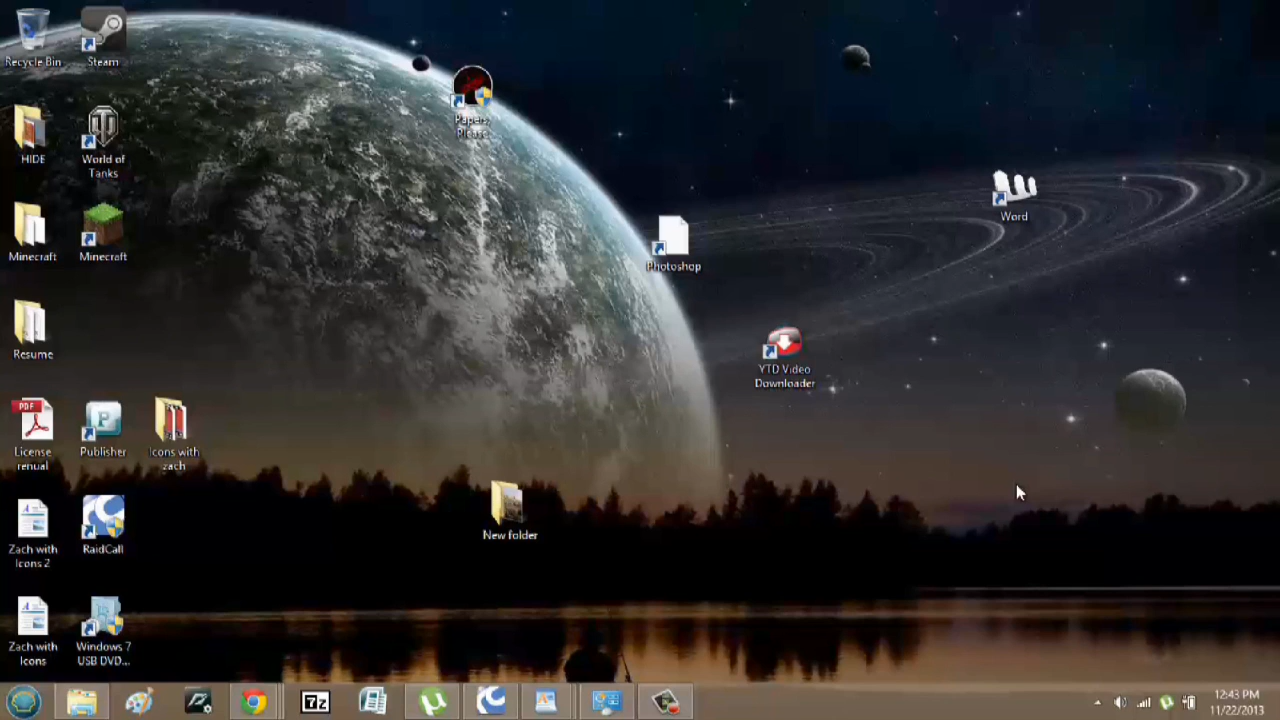 Recycle Bin
Steam
HIDE
World of
Tanks
Minecraft
Minecraft
Resume
PDF
License
renual
Publisher
Icons with
zach
Zach with
Icons 2
RaidCall
Zach with
Icons
Windows 7
USB DVD...
Papers,
Please
Photoshop
Word
YTD Video
Downloader
New folder
7z
12:43 PM
11/22/2013